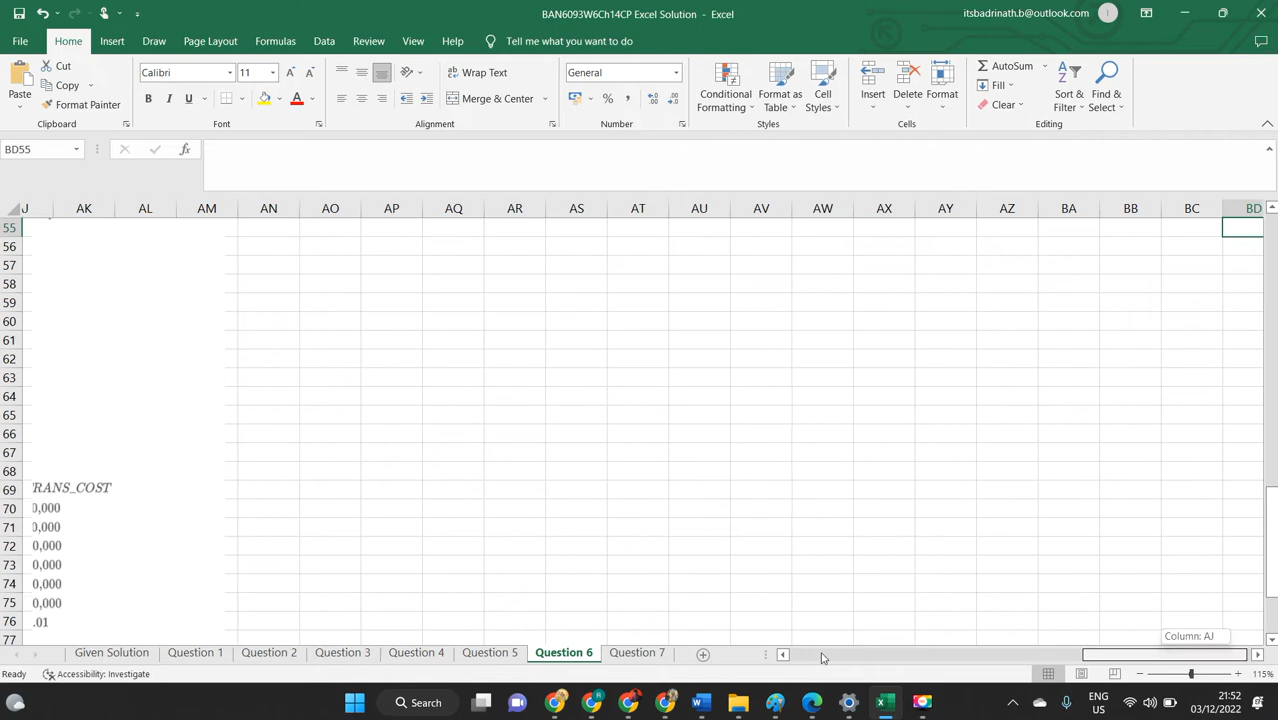 BAN6093W6Ch14CP Excel Solution - Excel
itsbadrinath.b@outlook.com
I
File Home Insert Draw Page Layout Formulas Data Review View Help Tell me what you want to do
Paste
Cut
Copy
Format Painter
Clipboard
Calibri 11
B I U
Font
Wrap Text
Merge & Center
Alignment
General
%
Number
Conditional Formatting
Format as Table
Cell Styles
Styles
Insert
Delete
Format
Cells
AutoSum
Fill
Clear
Sort & Filter
Find & Select
Editing
BD55
fx
J AK AL AM AN AO AP AQ AR AS AT AU AV AW AX AY AZ BA BB BC BD
55
56
57
58
59
60
61
62
63
64
65
66
67
68
69 RANS_COST
70 0,000
71 0,000
72 0,000
73 0,000
74 0,000
75 0,000
76 .01
77
Column: AJ
Given Solution Question 1 Question 2 Question 3 Question 4 Question 5 Question 6 Question 7
Ready Accessibility: Investigate 115%
Search
ENG
US
21:52
03/12/2022